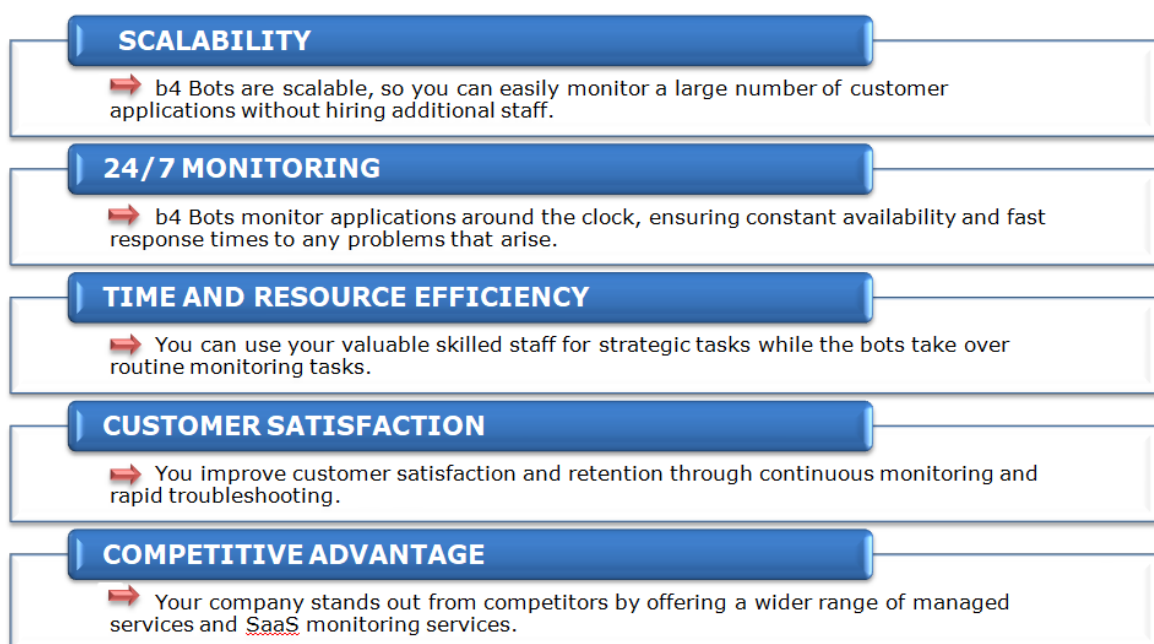 SCALABILITY
b4 Bots are scalable, so you can easily monitor a large number of customer
applications without hiring additional staff.
24/7 MONITORING
b4 Bots monitor applications around the clock, ensuring constant availability and fast
response times to any problems that arise.
TIME AND RESOURCE EFFICIENCY
You can use your valuable skilled staff for strategic tasks while the bots take over
routine monitoring tasks.
CUSTOMER SATISFACTION
You improve customer satisfaction and retention through continuous monitoring and
rapid troubleshooting.
COMPETITIVE ADVANTAGE
Your company stands out from competitors by offering a wider range of managed
services and SaaS monitoring services.